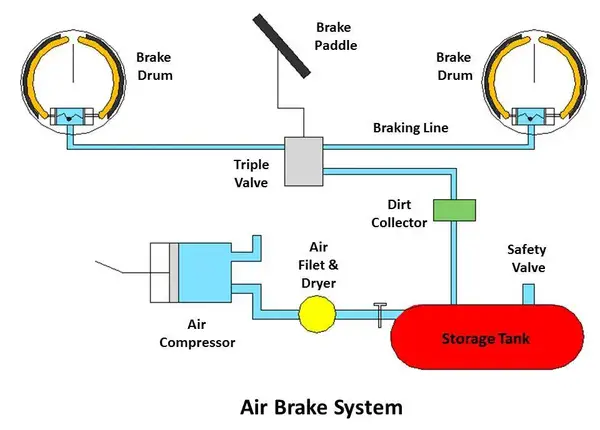 Brake
Paddle
Brake
Drum
Brake
Drum
Braking Line
Triple
Valve
Dirt
Collector
Air
Filet &
Dryer
Safety
Valve
Air
Compressor
Storage Tank
Air Brake System